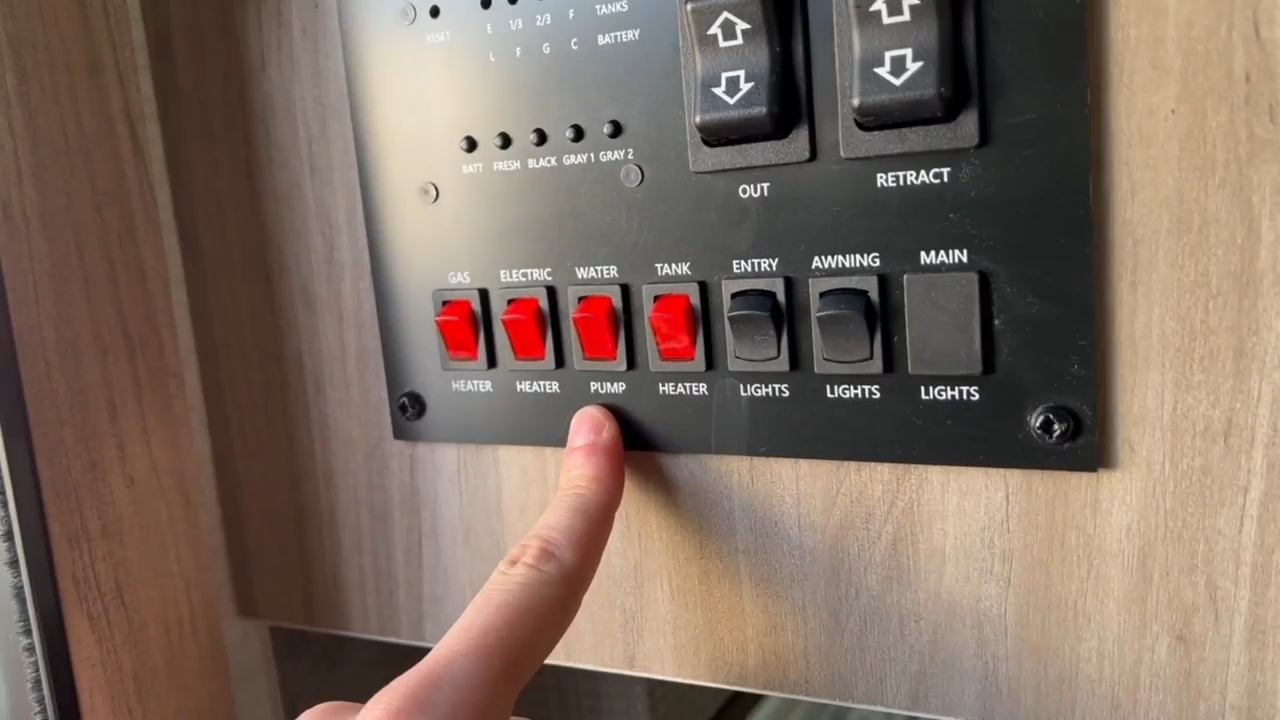 RESET
E 1/3 2/3 F TANKS
L F G C BATTERY
BATT FRESH BLACK GRAY 1 GRAY 2
OUT RETRACT
GAS ELECTRIC WATER TANK ENTRY AWNING MAIN
HEATER HEATER PUMP HEATER LIGHTS LIGHTS LIGHTS